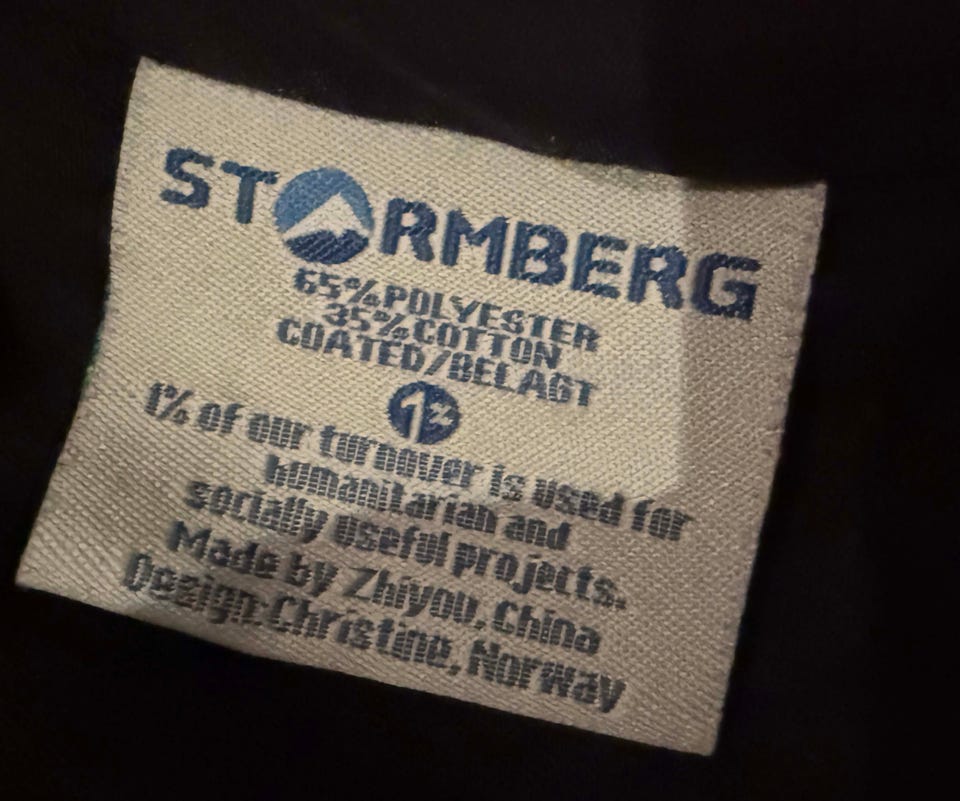 STORMBERG
65%POLYESTER
35%COTTON
COATED/BELAGT
1%
1% of our turnover is used for
humanitarian and
socially useful projects.
Made by Zhiyou, China
Design: Christine, Norway